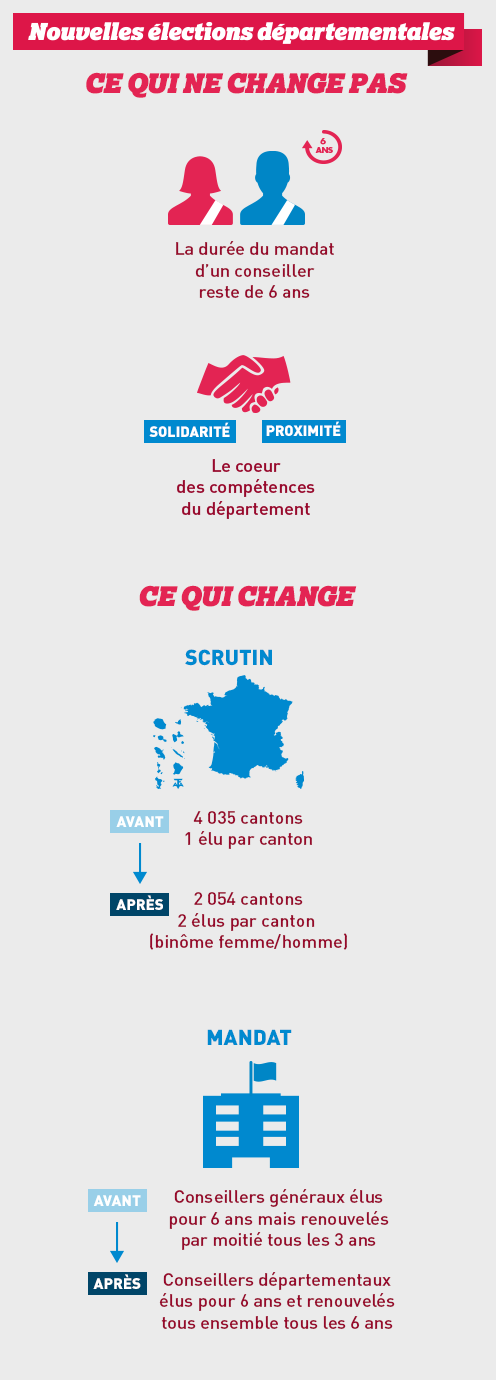 Nouvelles élections départementales
CE QUI NE CHANGE PAS
6
ANS
La durée du mandat
d'un conseiller
reste de 6 ans
SOLIDARITÉ
PROXIMITÉ
Le coeur
des compétences
du département
CE QUI CHANGE
SCRUTIN
AVANT
4 035 cantons
1 élu par canton
APRÈS
2 054 cantons
2 élus par canton
(binôme femme/homme)
MANDAT
AVANT
Conseillers généraux élus
pour 6 ans mais renouvelés
par moitié tous les 3 ans
APRÈS
Conseillers départementaux
élus pour 6 ans et renouvelés
tous ensemble tous les 6 ans